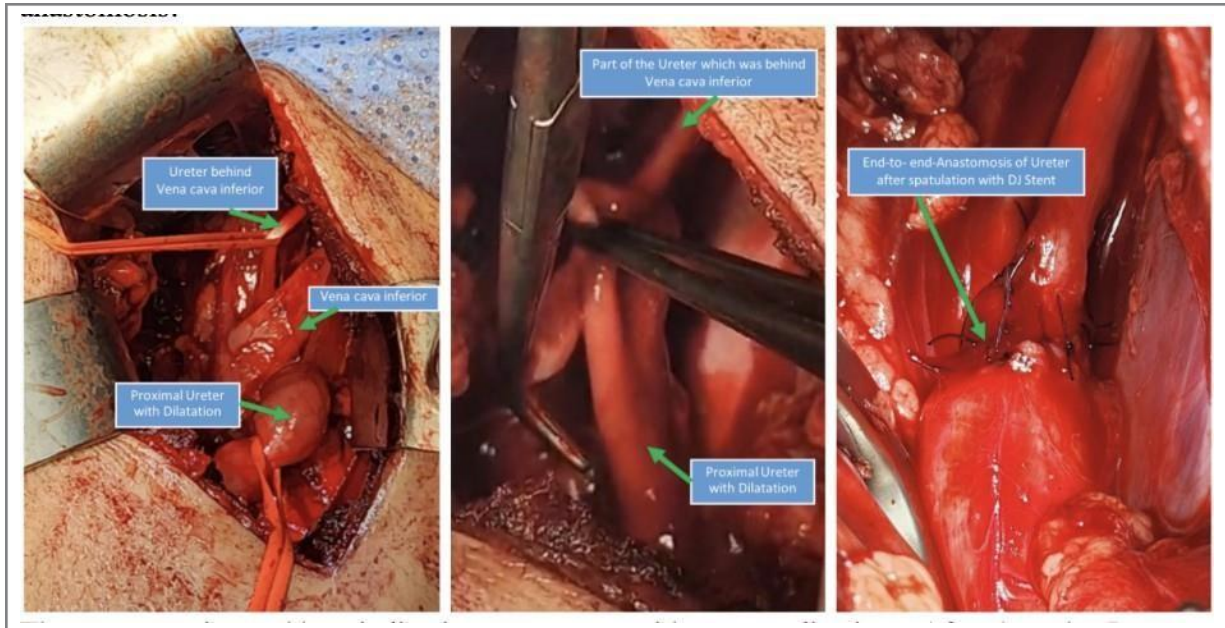 anastomosis.
Ureter behind
Vena cava inferior
Vena cava inferior
Proximal Ureter
with Dilatation
Part of the Ureter which was behind
Vena cava inferior
Proximal Ureter
with Dilatation
End-to- end-Anastomosis of Ureter
after spatulation with DJ Stent